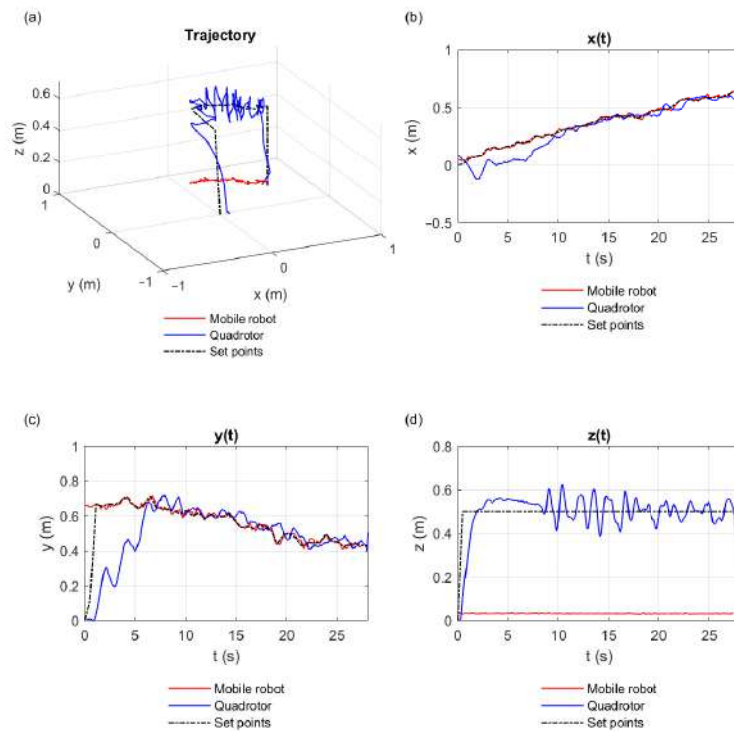 (a)
Trajectory
0.6
0.4
0.2
0
z (m)
1
0
−1
y (m)
−1
0
1
x (m)
Mobile robot
Quadrotor
Set points
(b)
x(t)
1
0.5
0
−0.5
x (m)
0 5 10 15 20 25
t (s)
Mobile robot
Quadrotor
Set points
(c)
y(t)
1
0.8
0.6
0.4
0.2
0
y (m)
0 5 10 15 20 25
t (s)
Mobile robot
Quadrotor
Set points
(d)
z(t)
0.8
0.6
0.4
0.2
0
z (m)
0 5 10 15 20 25
t (s)
Mobile robot
Quadrotor
Set points